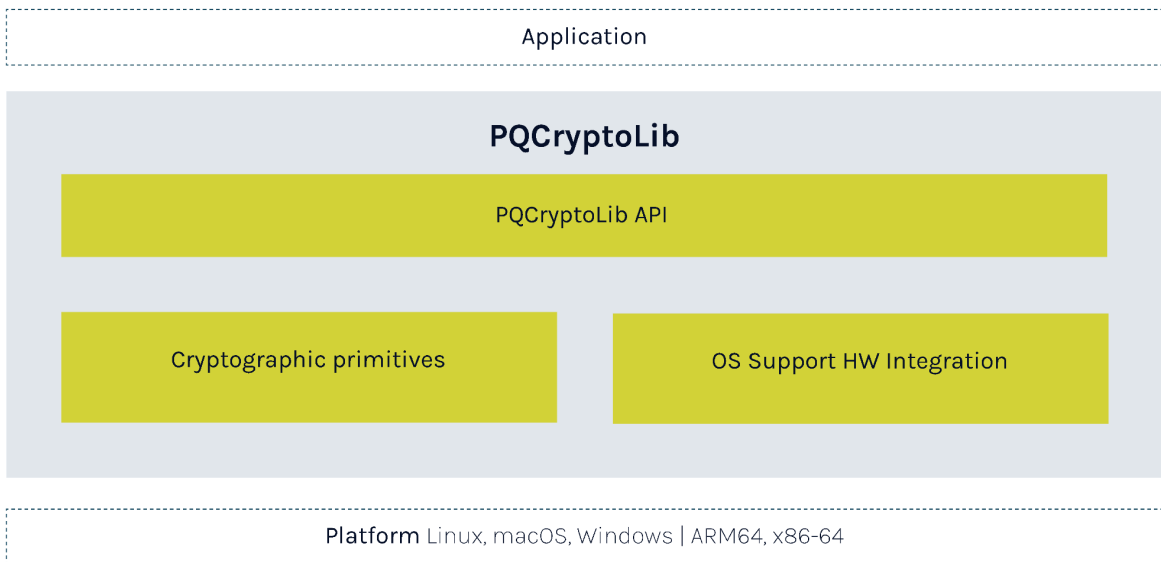 Application
PQCryptoLib
PQCryptoLib API
Cryptographic primitives
OS Support HW Integration
Platform Linux, macOS, Windows | ARM64, x86-64